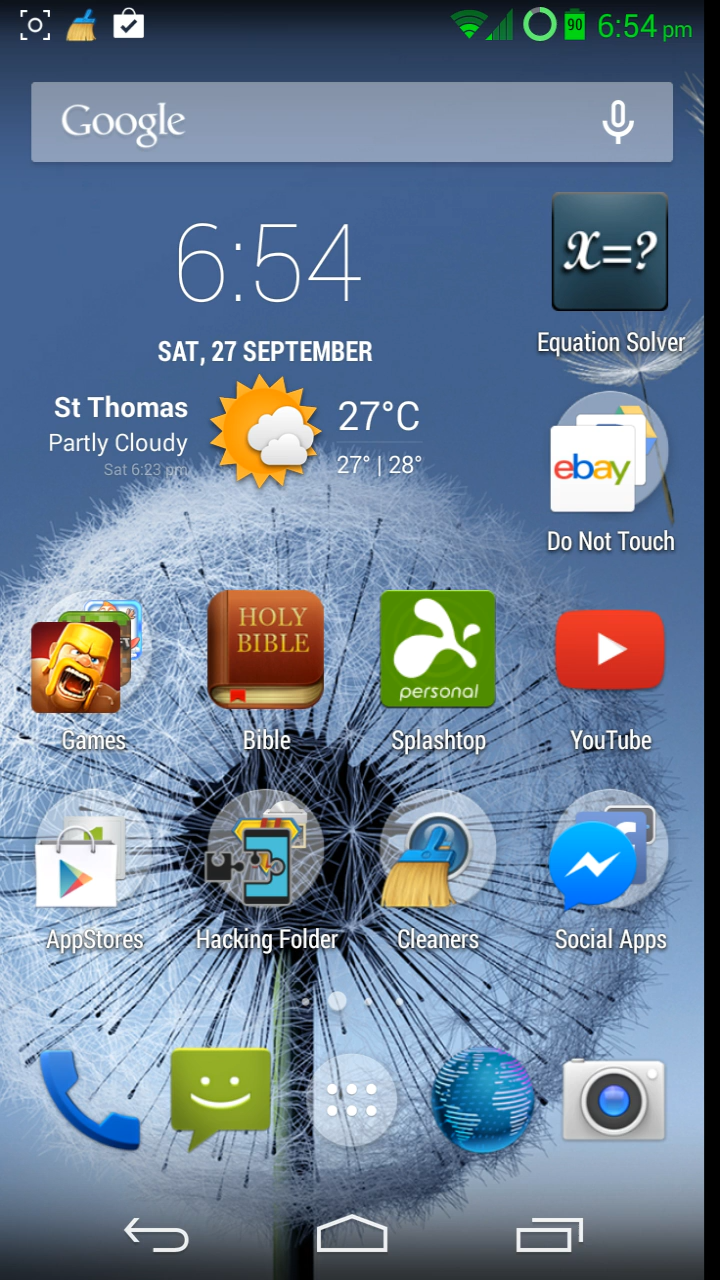 90 6:54 pm
Google
6:54
x=?
Equation Solver
SAT, 27 SEPTEMBER
St Thomas
27°C
Partly Cloudy
27° | 28°
Sat 6:23 pm
ebay
Do Not Touch
HOLY
BIBLE
personal
Games Bible Splashtop YouTube
AppStores Hacking Folder Cleaners Social Apps